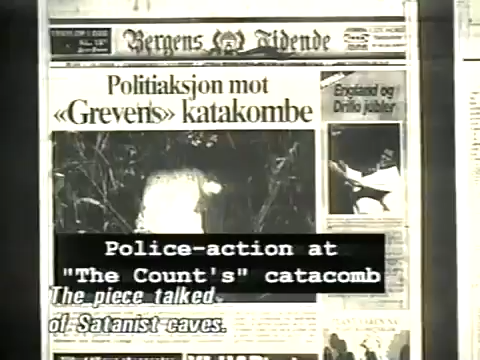 Bergens Tidende
Politiaksjon mot
«Grevens» katakombe
England og
Drillo jubler
Police-action at
"The Count's" catacomb
The piece talked
of Satanist caves.